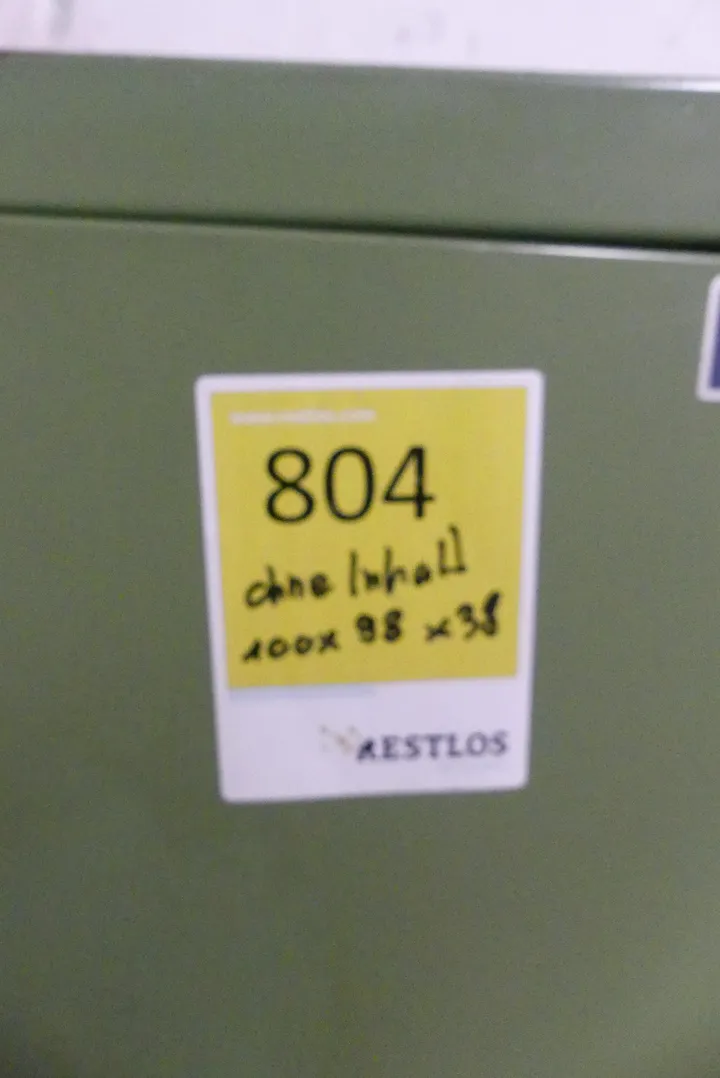 804
ohne Inhalt
100x 98 x38
RESTLOS